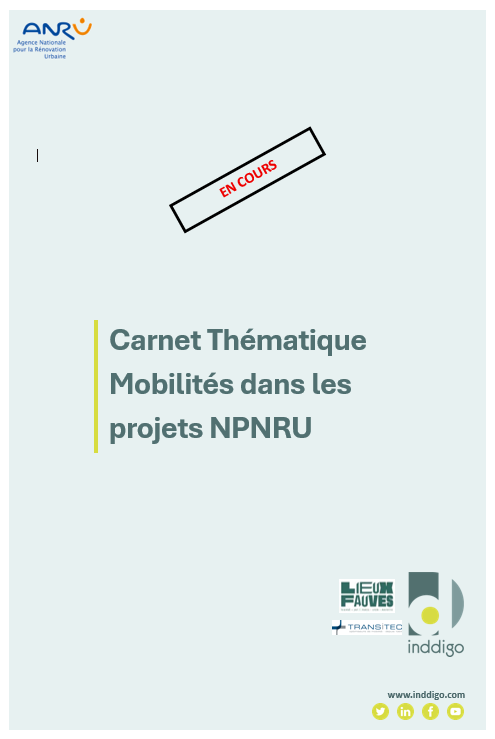 ANRU
Agence Nationale
pour la Rénovation
Urbaine
EN COURS
Carnet Thématique
Mobilités dans les
projets NPNRU
LIEUX
FAUVES
TRANSITEC
inddigo
www.inddigo.com